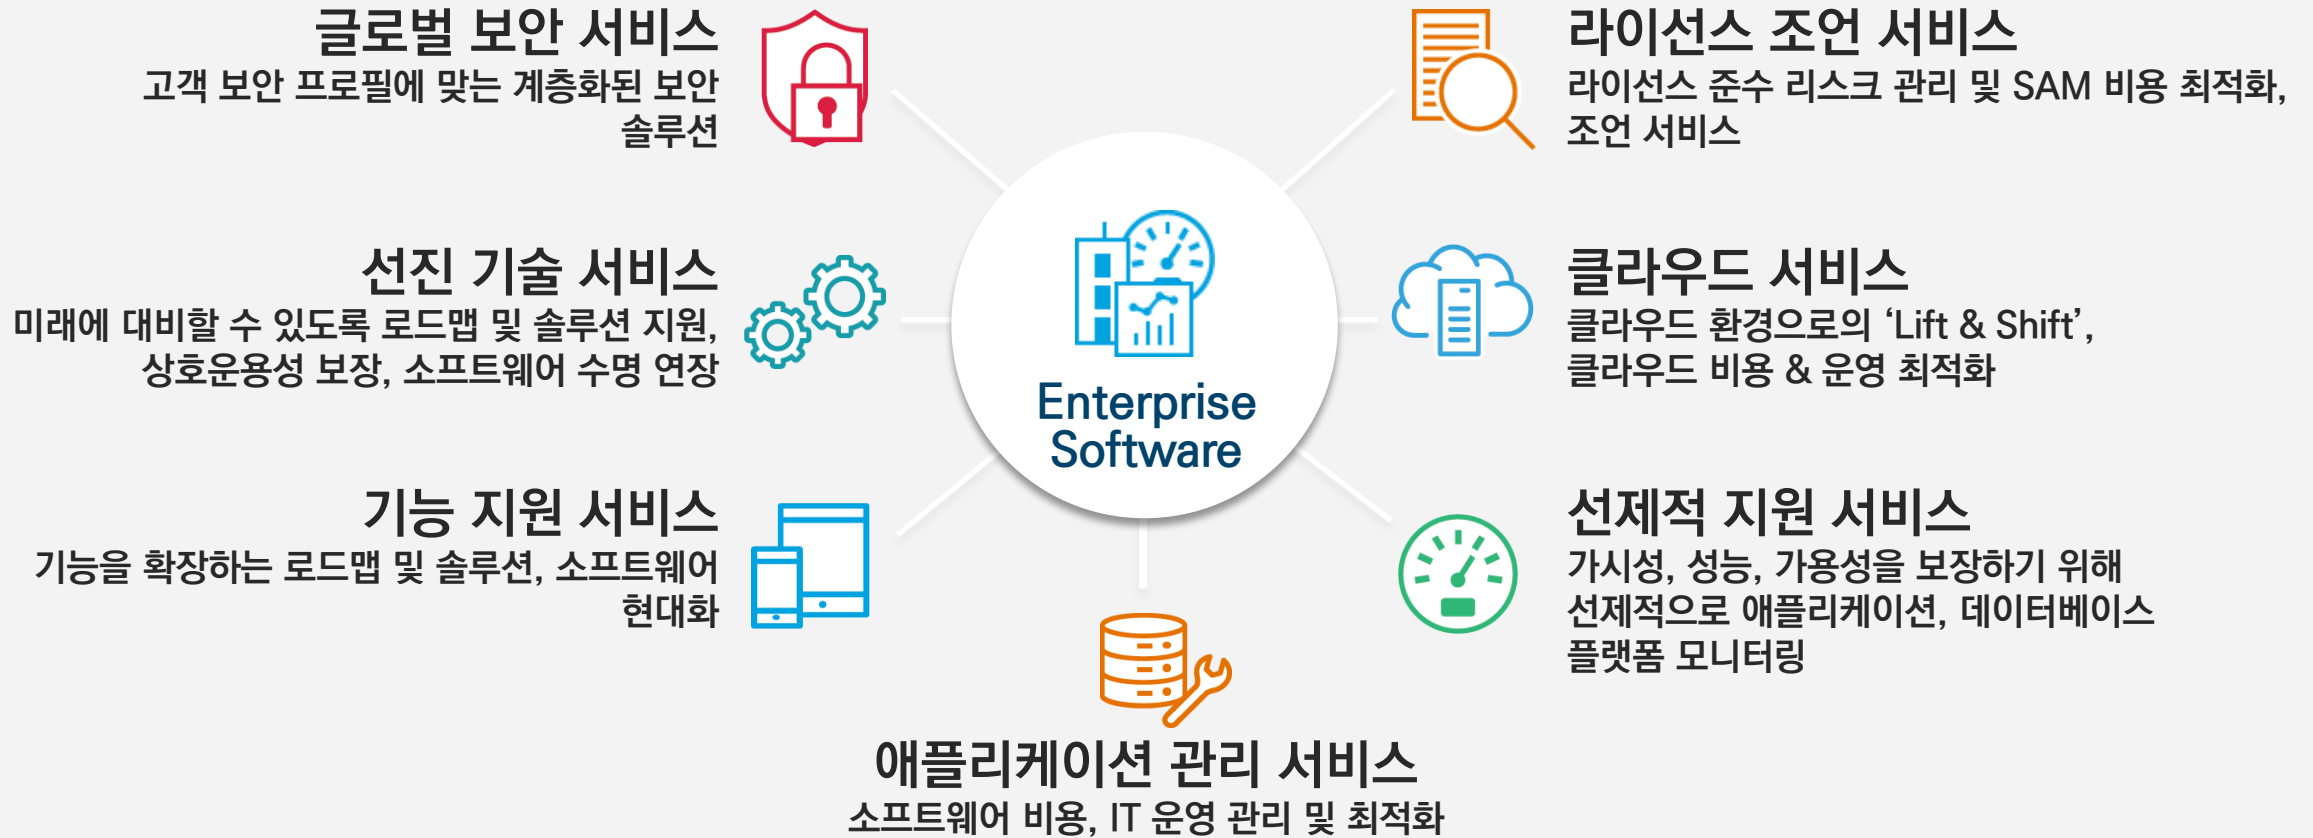 글로벌 보안 서비스
고객 보안 프로필에 맞는 계층화된 보안
솔루션
선진 기술 서비스
미래에 대비할 수 있도록 로드맵 및 솔루션 지원,
상호운용성 보장, 소프트웨어 수명 연장
기능 지원 서비스
기능을 확장하는 로드맵 및 솔루션, 소프트웨어
현대화
Enterprise
Software
라이선스 조언 서비스
라이선스 준수 리스크 관리 및 SAM 비용 최적화,
조언 서비스
클라우드 서비스
클라우드 환경으로의 ‘Lift & Shift’,
클라우드 비용 & 운영 최적화
선제적 지원 서비스
가시성, 성능, 가용성을 보장하기 위해
선제적으로 애플리케이션, 데이터베이스
플랫폼 모니터링
애플리케이션 관리 서비스
소프트웨어 비용, IT 운영 관리 및 최적화